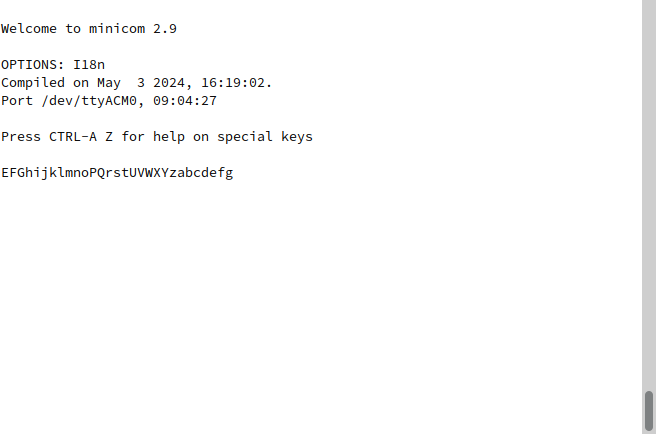 Welcome to minicom 2.9
OPTIONS: I18n
Compiled on May  3 2024, 16:19:02.
Port /dev/ttyACM0, 09:04:27
Press CTRL-A Z for help on special keys
EFGhijklmnoPQrstUVWXYzabcdefg